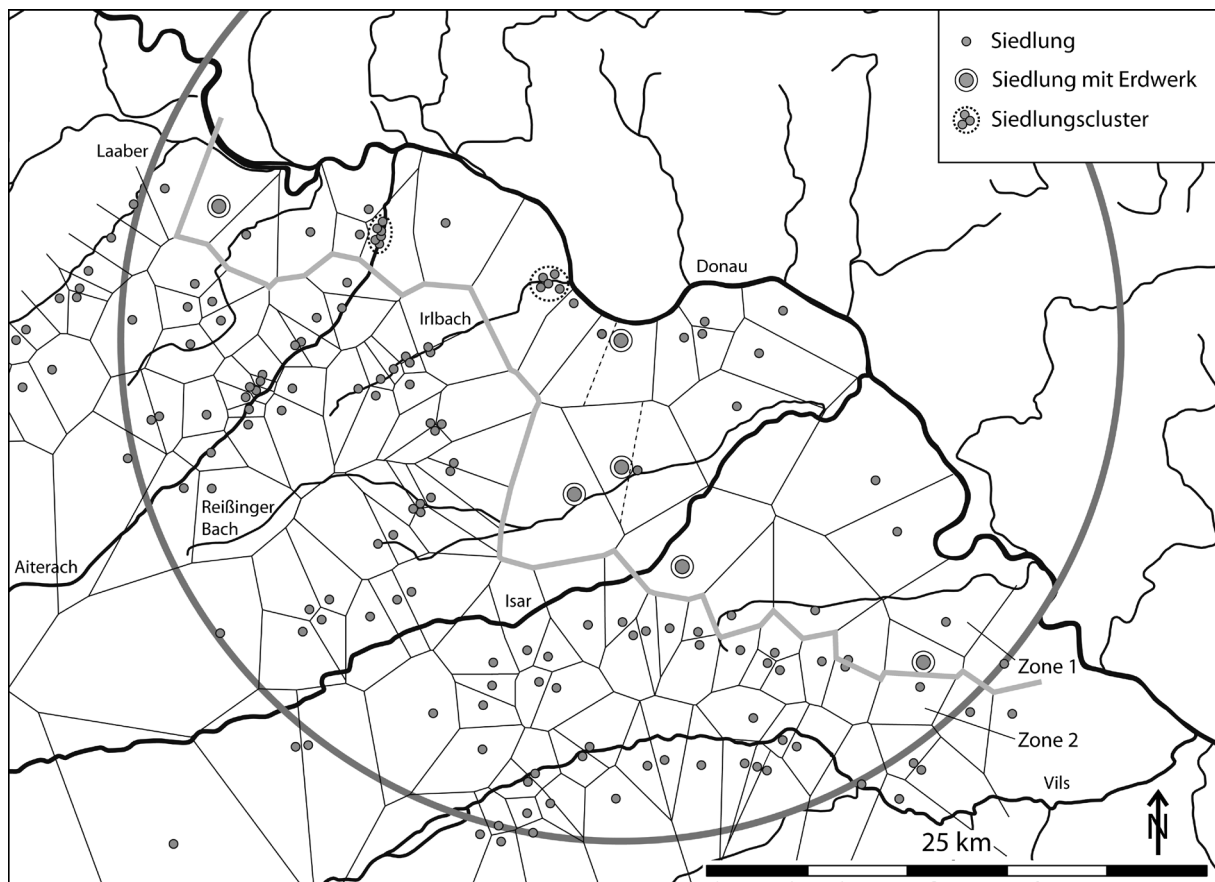 Siedlung
Siedlung mit Erdwerk
Siedlungscluster
Laaber
Donau
Irlbach
Reißinger
Bach
Aiterach
Isar
Zone 1
Zone 2
Vils
N
25 km